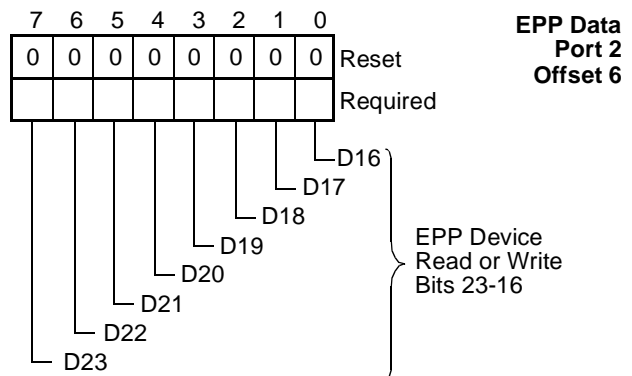 7 6 5 4 3 2 1 0
EPP Data
Port 2
Offset 6
0 0 0 0 0 0 0 0 Reset
Required
D16
D17
D18
D19
D20
D21
D22
D23
EPP Device
Read or Write
Bits 23-16